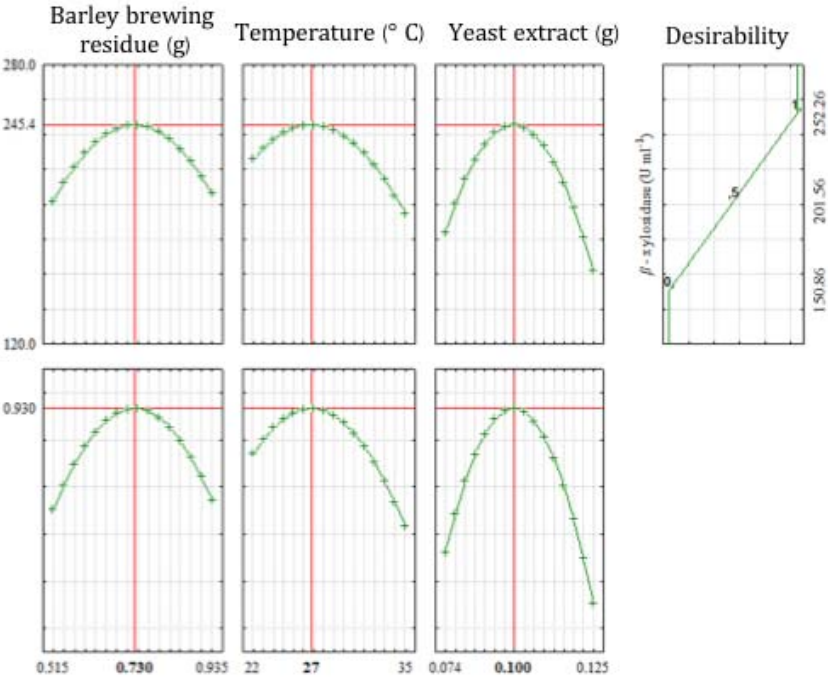 Barley brewing
residue (g)
Temperature (° C)
Yeast extract (g)
Desirability
280.0
245.4
120.0
1.
.5
0.
β - xylosidase (U ml⁻¹)
252.26
201.56
150.86
0.930
0.515 0.730 0.935
22 27 35
0.074 0.100 0.125